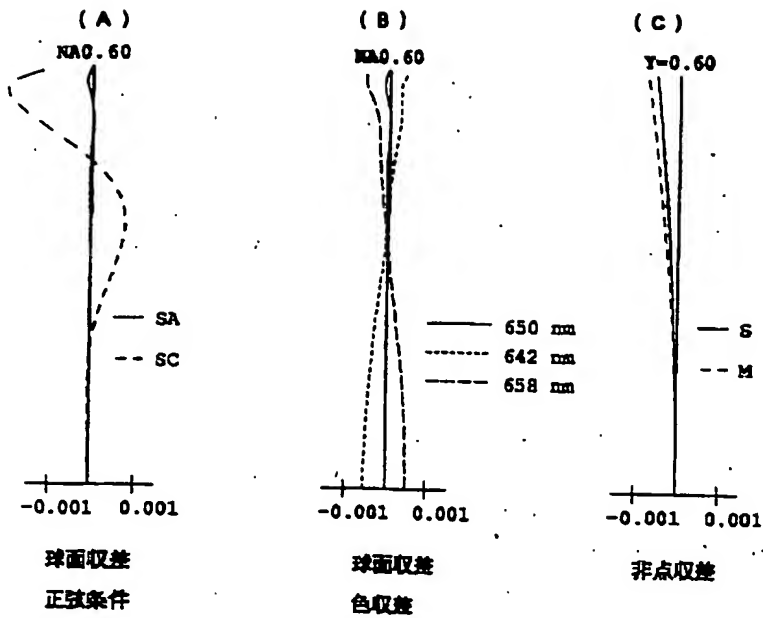 (A)
NA0.60
SA
SC
-0.001 0.001
球面収差
正弦条件
(B)
NA0.60
650 nm
642 nm
658 nm
-0.001 0.001
球面収差
色収差
(C)
Y=0.60
S
M
-0.001 0.001
非点収差